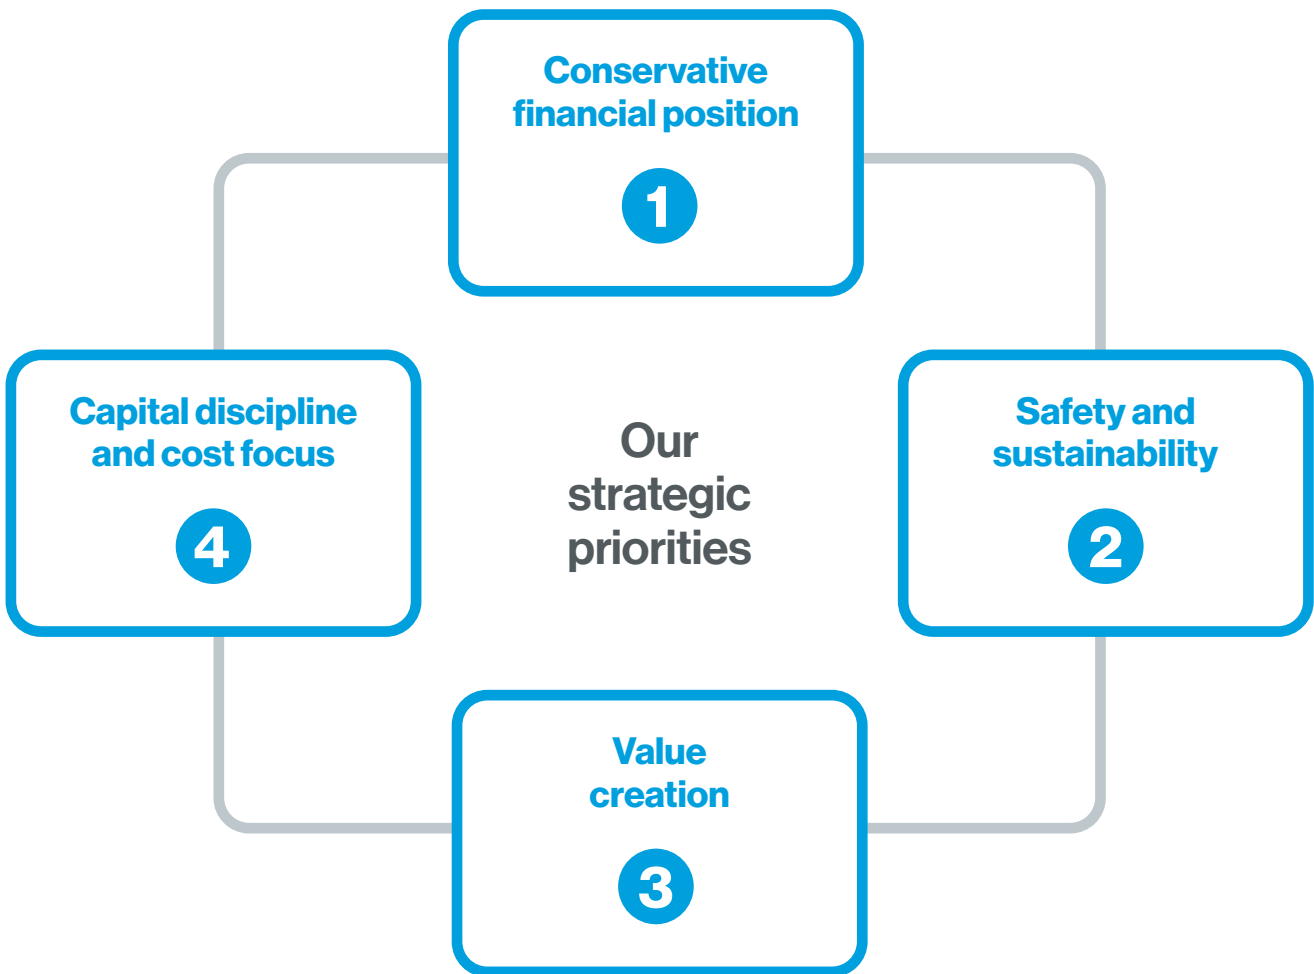 Conservative
financial position
1
Capital discipline
and cost focus
4
Our
strategic
priorities
Safety and
sustainability
2
Value
creation
3